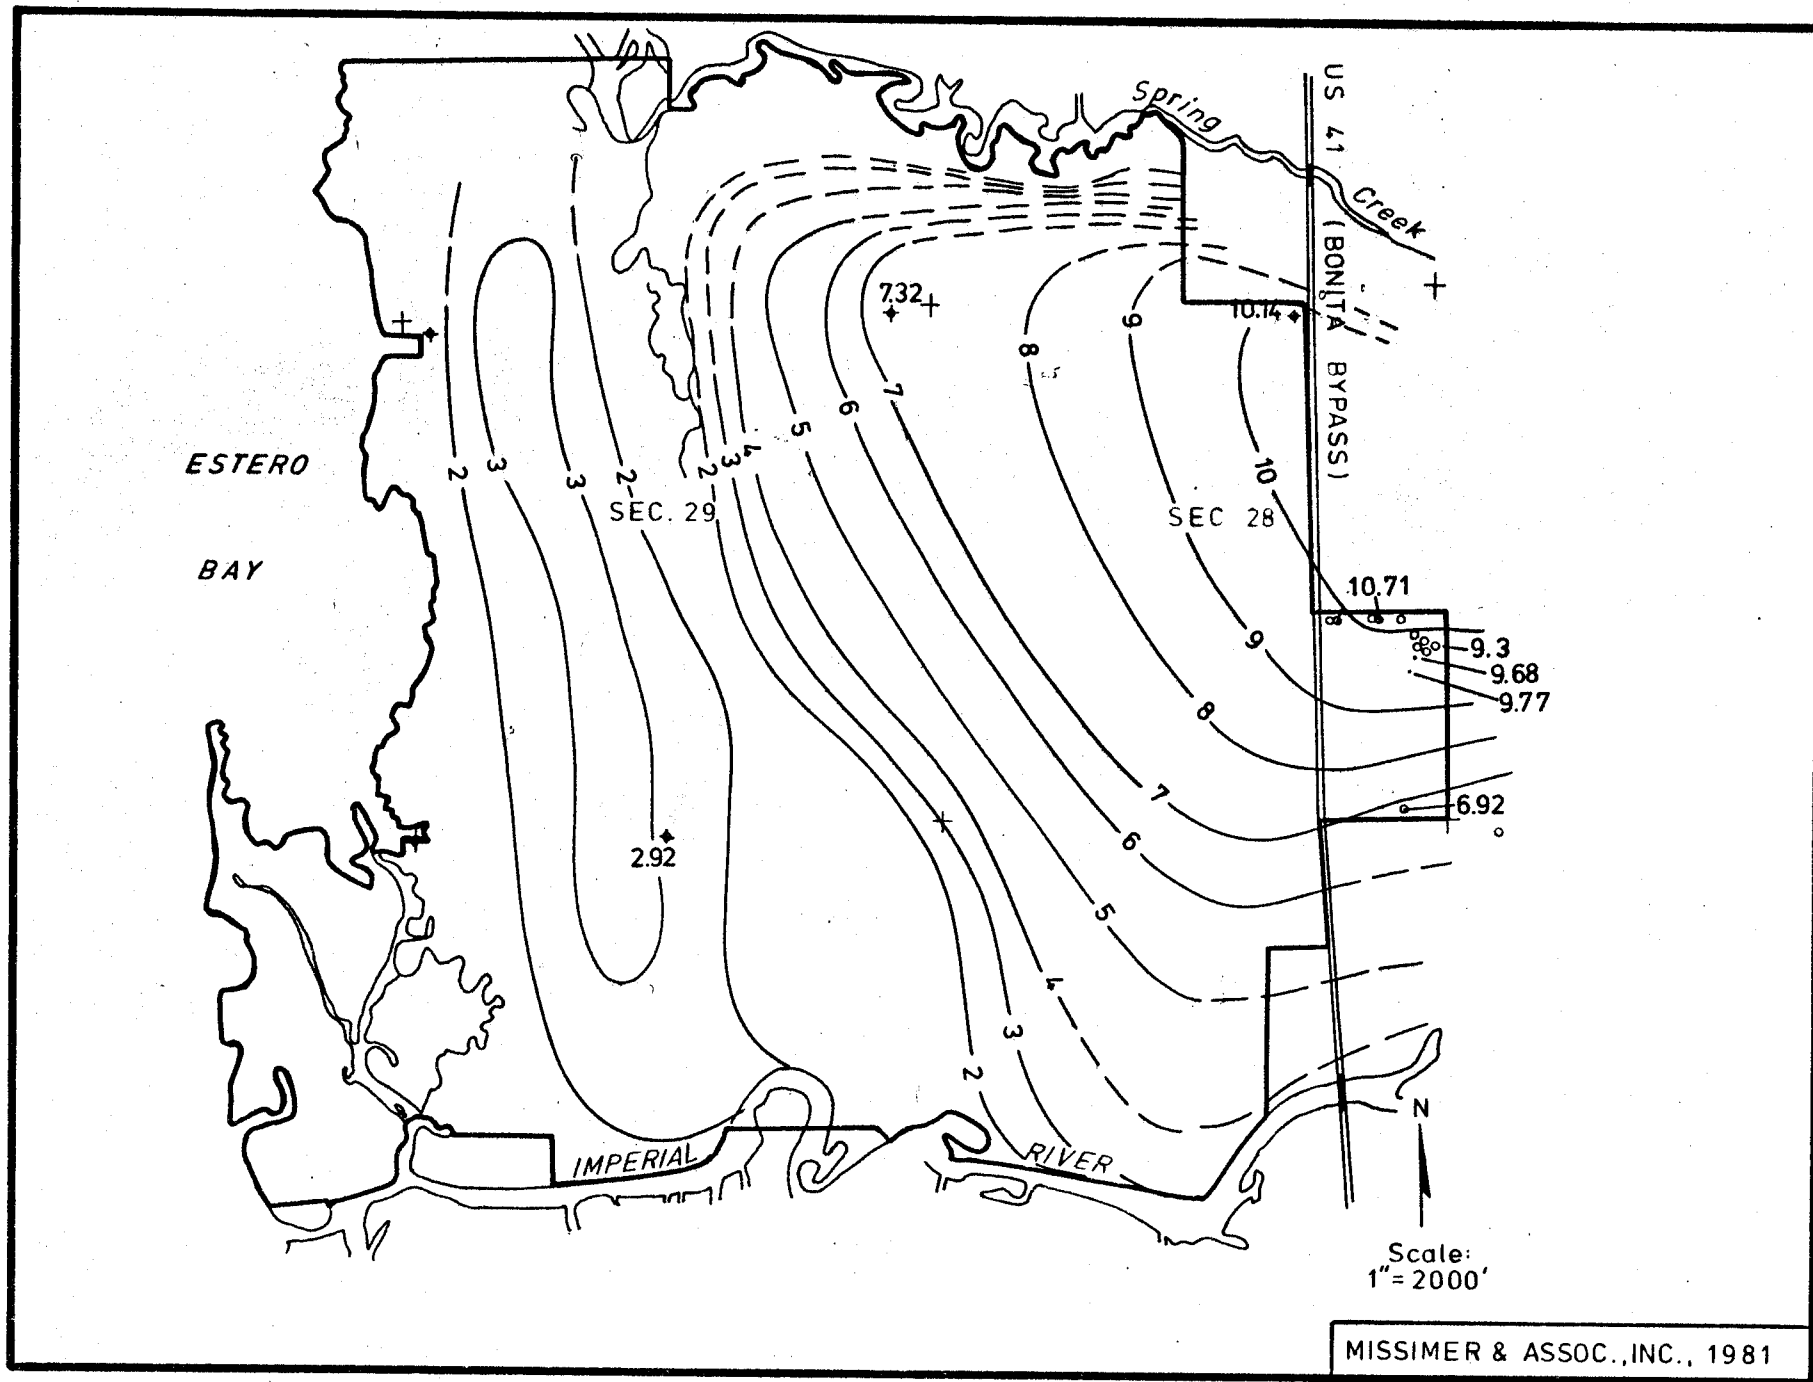 Spring
Creek
US 41 (BONITA BYPASS)
7.32
10.14
8
9
7
6
5
4
3
2
2
3
3
2
10
ESTERO
BAY
SEC. 29
SEC 28
10.71
9.3
9.68
9.77
9
8
7
6.92
6
2.92
5
4
3
2
IMPERIAL
RIVER
N
Scale:
1"=2000'
MISSIMER & ASSOC.,INC., 1981